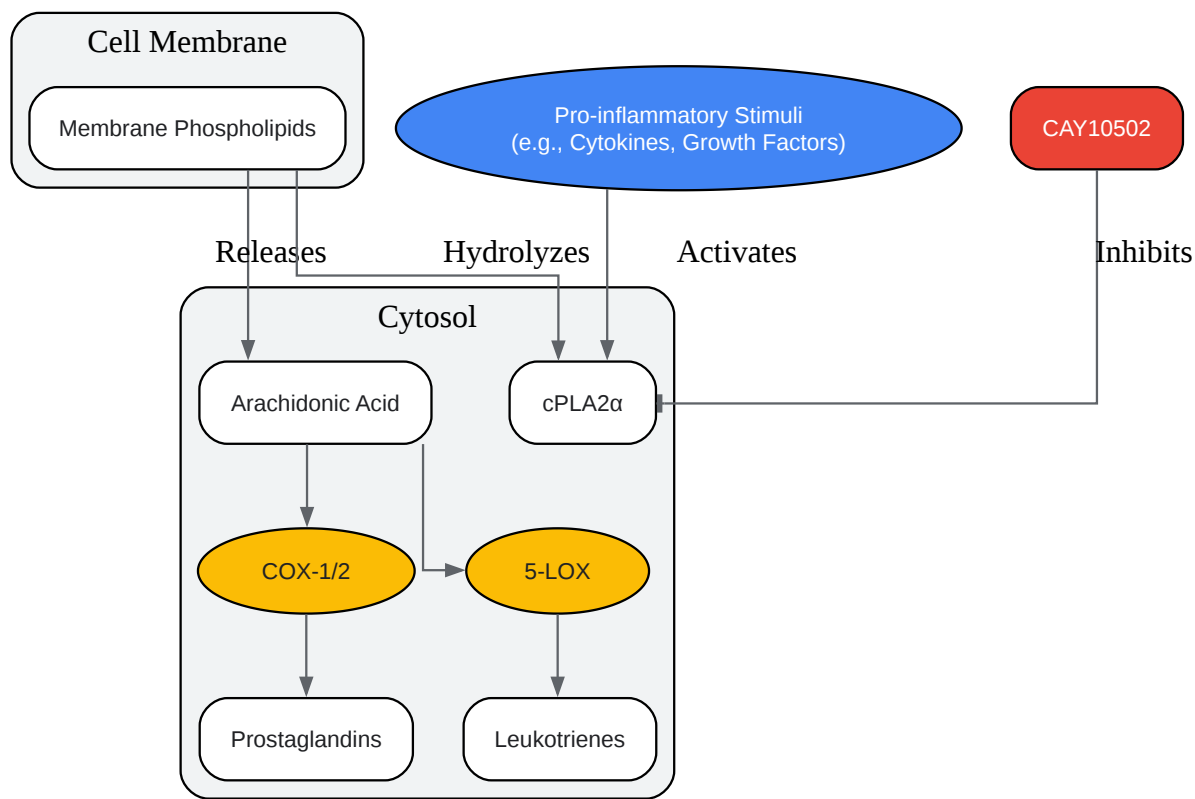 Cell Membrane
Membrane Phospholipids
Pro-inflammatory Stimuli
(e.g., Cytokines, Growth Factors)
CAY10502
Releases
Hydrolyzes
Activates
Inhibits
Cytosol
Arachidonic Acid
cPLA2α
COX-1/2
5-LOX
Prostaglandins
Leukotrienes